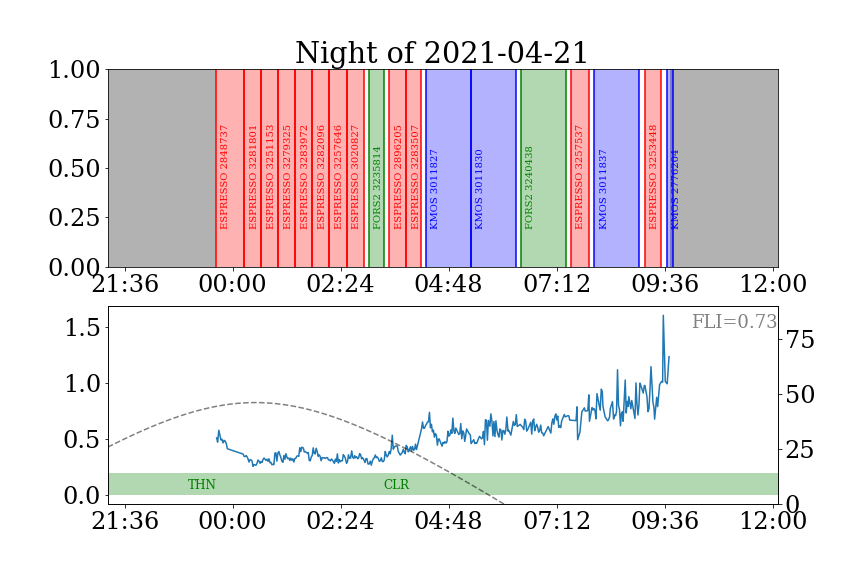 Night of 2021-04-21
1.00
0.75
0.50
0.25
0.00
ESPRESSO 2848737
ESPRESSO 3281801
ESPRESSO 3251153
ESPRESSO 3279325
ESPRESSO 3283972
ESPRESSO 3282096
ESPRESSO 3257646
ESPRESSO 3020827
FORS2 3235814
ESPRESSO 2896205
ESPRESSO 3283507
KMOS 3011827
KMOS 3011830
FORS2 3240438
ESPRESSO 3257537
KMOS 3011837
ESPRESSO 3253448
KMOS 2776264
21:36 00:00 02:24 04:48 07:12 09:36 12:00
FLI=0.73
1.5
1.0
0.5
0.0
75
50
25
0
THN
CLR
21:36 00:00 02:24 04:48 07:12 09:36 12:00